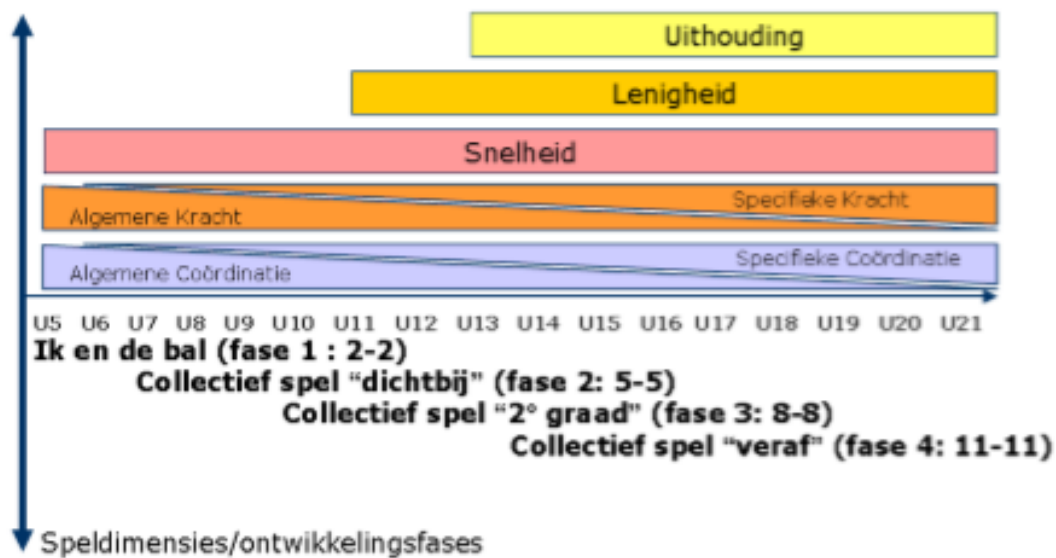 Uithouding
Lenigheid
Snelheid
Specifieke Kracht
Algemene Kracht
Specifieke Coördinatie
Algemene Coördinatie
U5 U6 U7 U8 U9 U10 U11 U12 U13 U14 U15 U16 U17 U18 U19 U20 U21
Ik en de bal (fase 1 : 2-2)
Collectief spel “dichtbij” (fase 2: 5-5)
Collectief spel “2° graad” (fase 3: 8-8)
Collectief spel “veraf” (fase 4: 11-11)
Speldimensies/ontwikkelingsfases